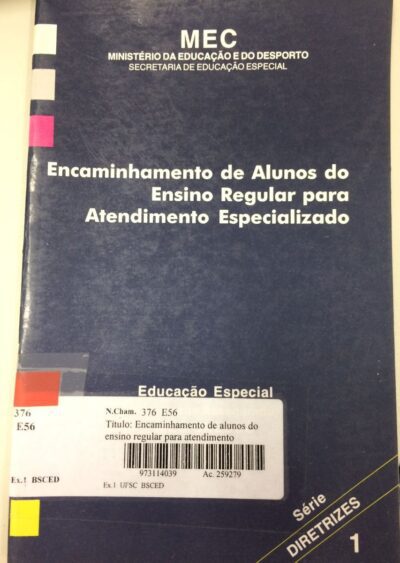 MEC
MINISTÉRIO DA EDUCAÇÃO E DO DESPORTO
SECRETARIA DE EDUCAÇÃO ESPECIAL
Encaminhamento de Alunos do
Ensino Regular para
Atendimento Especializado
Educação Especial
376
E56
Ex.1 BSCED
N.Cham. 376 E56
Título: Encaminhamento de alunos do
ensino regular para atendimento
973114039 Ac. 259279
Ex.1 UFSC BSCED
Série
DIRETRIZES
1